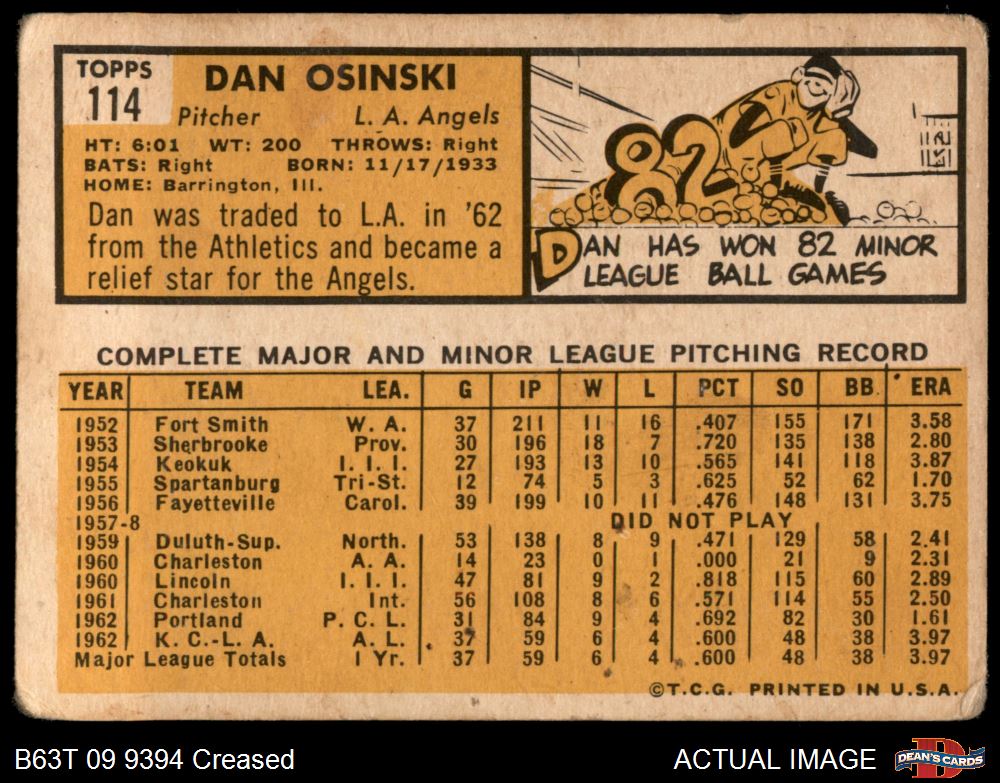 TOPPS
114
DAN OSINSKI
Pitcher L. A. Angels
HT: 6:01 WT: 200 THROWS: Right
BATS: Right BORN: 11/17/1933
HOME: Barrington, Ill.
Dan was traded to L.A. in '62
from the Athletics and became a
relief star for the Angels.
82
DAN HAS WON 82 MINOR
LEAGUE BALL GAMES
COMPLETE MAJOR AND MINOR LEAGUE PITCHING RECORD
YEAR TEAM LEA. G IP W L PCT SO BB ERA
1952 Fort Smith W. A. 37 211 11 16 .407 155 171 3.58
1953 Sherbrooke Prov. 30 196 18 7 .720 135 138 2.80
1954 Keokuk I. I. I. 27 193 13 10 .565 141 118 3.87
1955 Spartanburg Tri-St. 12 74 5 3 .625 52 62 1.70
1956 Fayetteville Carol. 39 199 10 11 .476 148 131 3.75
1957-8 DID NOT PLAY
1959 Duluth-Sup. North. 53 138 8 9 .471 129 58 2.41
1960 Charleston A. A. 14 23 0 1 .000 21 9 2.31
1960 Lincoln I. I. I. 47 81 9 2 .818 115 60 2.89
1961 Charleston Int. 56 108 8 6 .571 114 55 2.50
1962 Portland P. C. L. 31 84 9 4 .692 82 30 1.61
1962 K. C.-L. A. A. L. 37 59 6 4 .600 48 38 3.97
Major League Totals 1 Yr. 37 59 6 4 .600 48 38 3.97
©T.C.G. PRINTED IN U.S.A.
B63T 09 9394 Creased ACTUAL IMAGE
DEAN'S CARDS